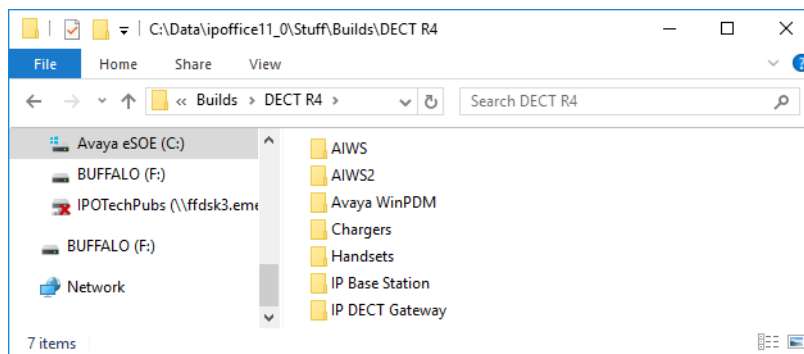 C:\Data\ipoffice11_0\Stuff\Builds\DECT R4
File Home Share View
« Builds > DECT R4 > Search DECT R4
Avaya eSOE (C:)
BUFFALO (F:)
IPOTechPubs (\\ffdsk3.eme
BUFFALO (F:)
Network
AIWS
AIWS2
Avaya WinPDM
Chargers
Handsets
IP Base Station
IP DECT Gateway
7 items